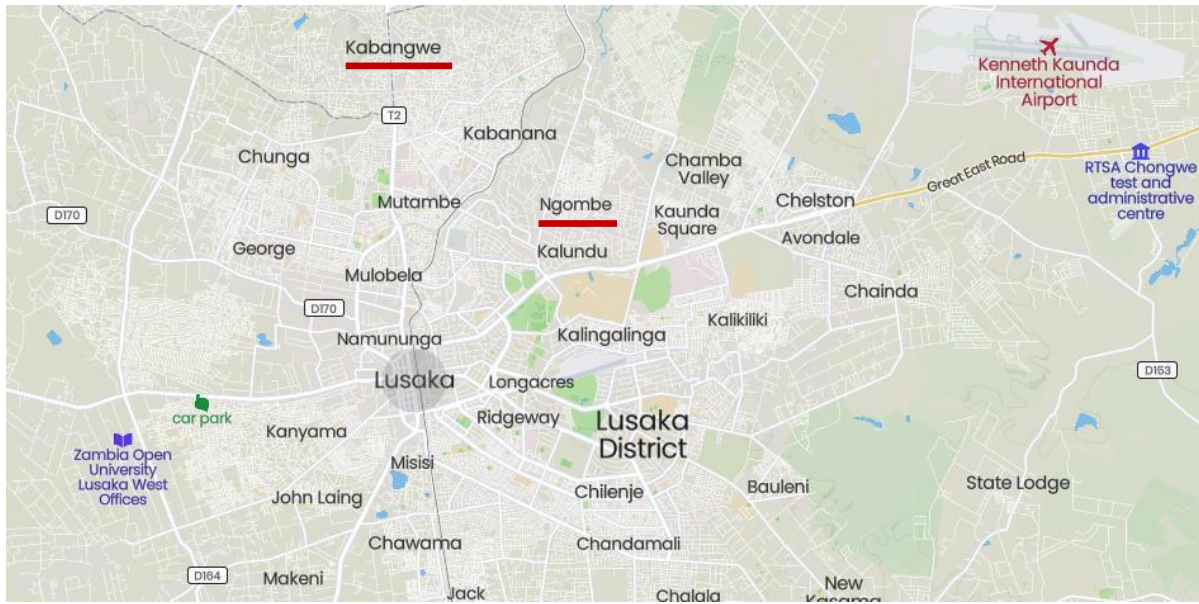 Kabangwe
Kenneth Kaunda
International
Airport
T2
Kabanana
Chunga
Chamba
Valley
Great East Road
RTSA Chongwe
test and
administrative
centre
Mutambe
Ngombe
Chelston
D170
Kaunda
Square
George
Kalundu
Avondale
Mulobela
Chainda
D170
Kalikiliki
Namununga
Kalingalinga
D153
Lusaka
Longacres
car park
Ridgeway
Lusaka
District
Kanyama
Zambia Open
University
Lusaka West
Offices
Misisi
State Lodge
Bauleni
Chilenje
John Laing
Chawama
Chandamali
D164
Makeni
Jack
Chalala
New
Kasama